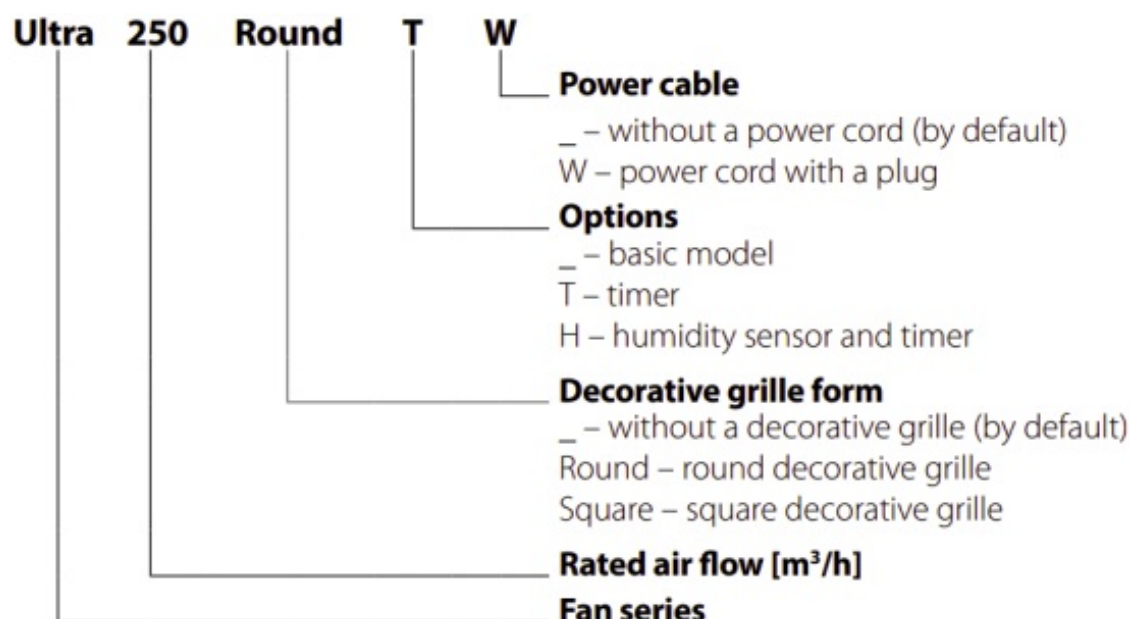 Ultra 250 Round T W
Power cable
_ – without a power cord (by default)
W – power cord with a plug
Options
_ – basic model
T – timer
H – humidity sensor and timer
Decorative grille form
_ – without a decorative grille (by default)
Round – round decorative grille
Square – square decorative grille
Rated air flow [m³/h]
Fan series